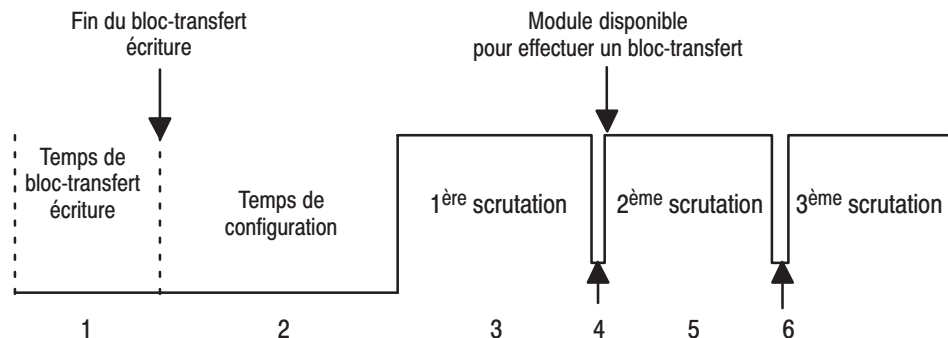 Fin du bloc-transfert
écriture
Module disponible
pour effectuer un bloc-transfert
Temps de
bloc-transfert
écriture
Temps de
configuration
1ère scrutation
2ème scrutation
3ème scrutation
1 2 3 4 5 6